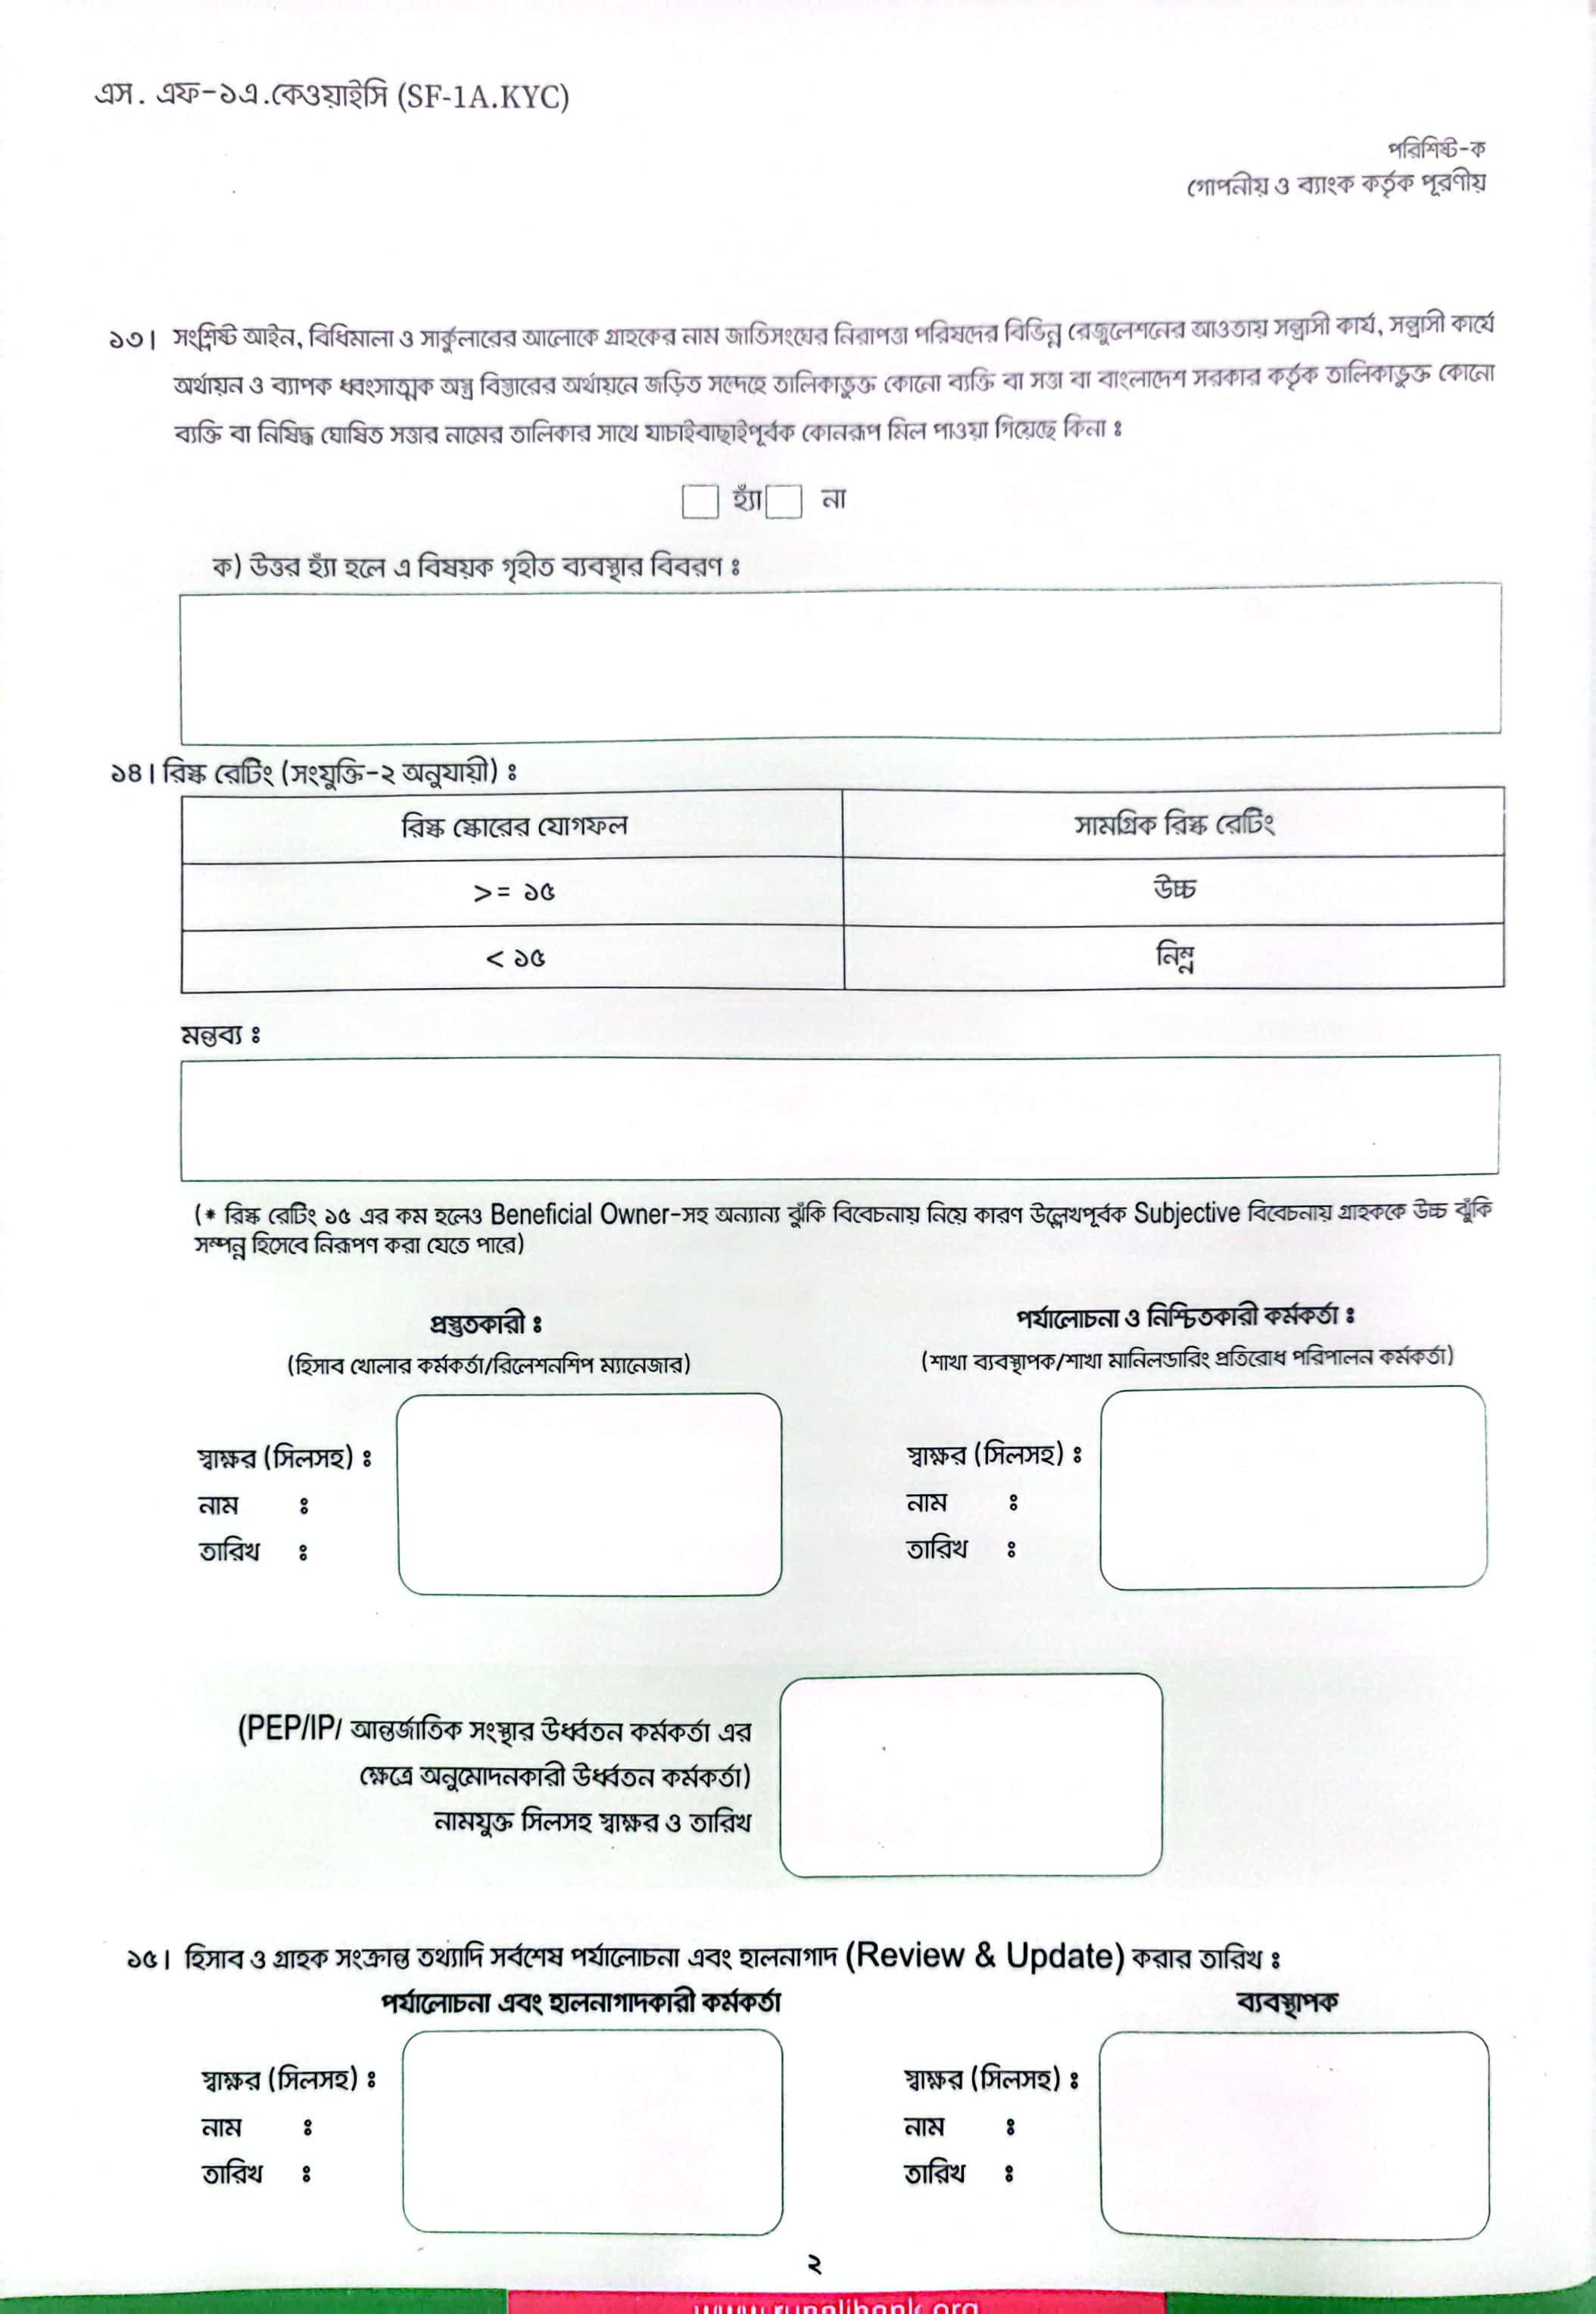 এস. এফ-১এ.কেওয়াইসি (SF-1A.KYC)
পরিশিষ্ট-ক
গোপনীয় ও ব্যাংক কর্তৃক পূরণীয়
১৩। সংশ্লিষ্ট আইন, বিধিমালা ও সার্কুলারের আলোকে গ্রাহকের নাম জাতিসংঘের নিরাপত্তা পরিষদের বিভিন্ন রেজুলেশনের আওতায় সন্ত্রাসী কার্য, সন্ত্রাসী কার্যে
অর্থায়ন ও ব্যাপক ধ্বংসাত্মক অস্ত্র বিস্তারের অর্থায়নে জড়িত সন্দেহে তালিকাভুক্ত কোনো ব্যক্তি বা সত্তা বা বাংলাদেশ সরকার কর্তৃক তালিকাভুক্ত কোনো
ব্যক্তি বা নিষিদ্ধ ঘোষিত সত্তার নামের তালিকার সাথে যাচাইবাছাইপূর্বক কোনরূপ মিল পাওয়া গিয়েছে কিনা ঃ
হ্যাঁ না
ক) উত্তর হ্যাঁ হলে এ বিষয়ক গৃহীত ব্যবস্থার বিবরণ ঃ
১৪। রিস্ক রেটিং (সংযুক্তি-২ অনুযায়ী) ঃ
রিস্ক স্কোরের যোগফল সামগ্রিক রিস্ক রেটিং
>= ১৫ উচ্চ
< ১৫ নিম্ন
মন্তব্য ঃ
(* রিস্ক রেটিং ১৫ এর কম হলেও Beneficial Owner-সহ অন্যান্য ঝুঁকি বিবেচনায় নিয়ে কারণ উল্লেখপূর্বক Subjective বিবেচনায় গ্রাহককে উচ্চ ঝুঁকি
সম্পন্ন হিসেবে নিরূপণ করা যেতে পারে)
প্রস্তুতকারী ঃ পর্যালোচনা ও নিশ্চিতকারী কর্মকর্তা ঃ
(হিসাব খোলার কর্মকর্তা/রিলেশনশিপ ম্যানেজার) (শাখা ব্যবস্থাপক/শাখা মানিলন্ডারিং প্রতিরোধ পরিপালন কর্মকর্তা)
স্বাক্ষর (সিলসহ) ঃ স্বাক্ষর (সিলসহ) ঃ
নাম ঃ নাম ঃ
তারিখ ঃ তারিখ ঃ
(PEP/IP/ আন্তর্জাতিক সংস্থার উর্ধ্বতন কর্মকর্তা এর
ক্ষেত্রে অনুমোদনকারী উর্ধ্বতন কর্মকর্তা)
নামযুক্ত সিলসহ স্বাক্ষর ও তারিখ
১৫। হিসাব ও গ্রাহক সংক্রান্ত তথ্যাদি সর্বশেষ পর্যালোচনা এবং হালনাগাদ (Review & Update) করার তারিখ ঃ
পর্যালোচনা এবং হালনাগাদকারী কর্মকর্তা ব্যবস্থাপক
স্বাক্ষর (সিলসহ) ঃ স্বাক্ষর (সিলসহ) ঃ
নাম ঃ নাম ঃ
তারিখ ঃ তারিখ ঃ
২
www.rupalibank.org